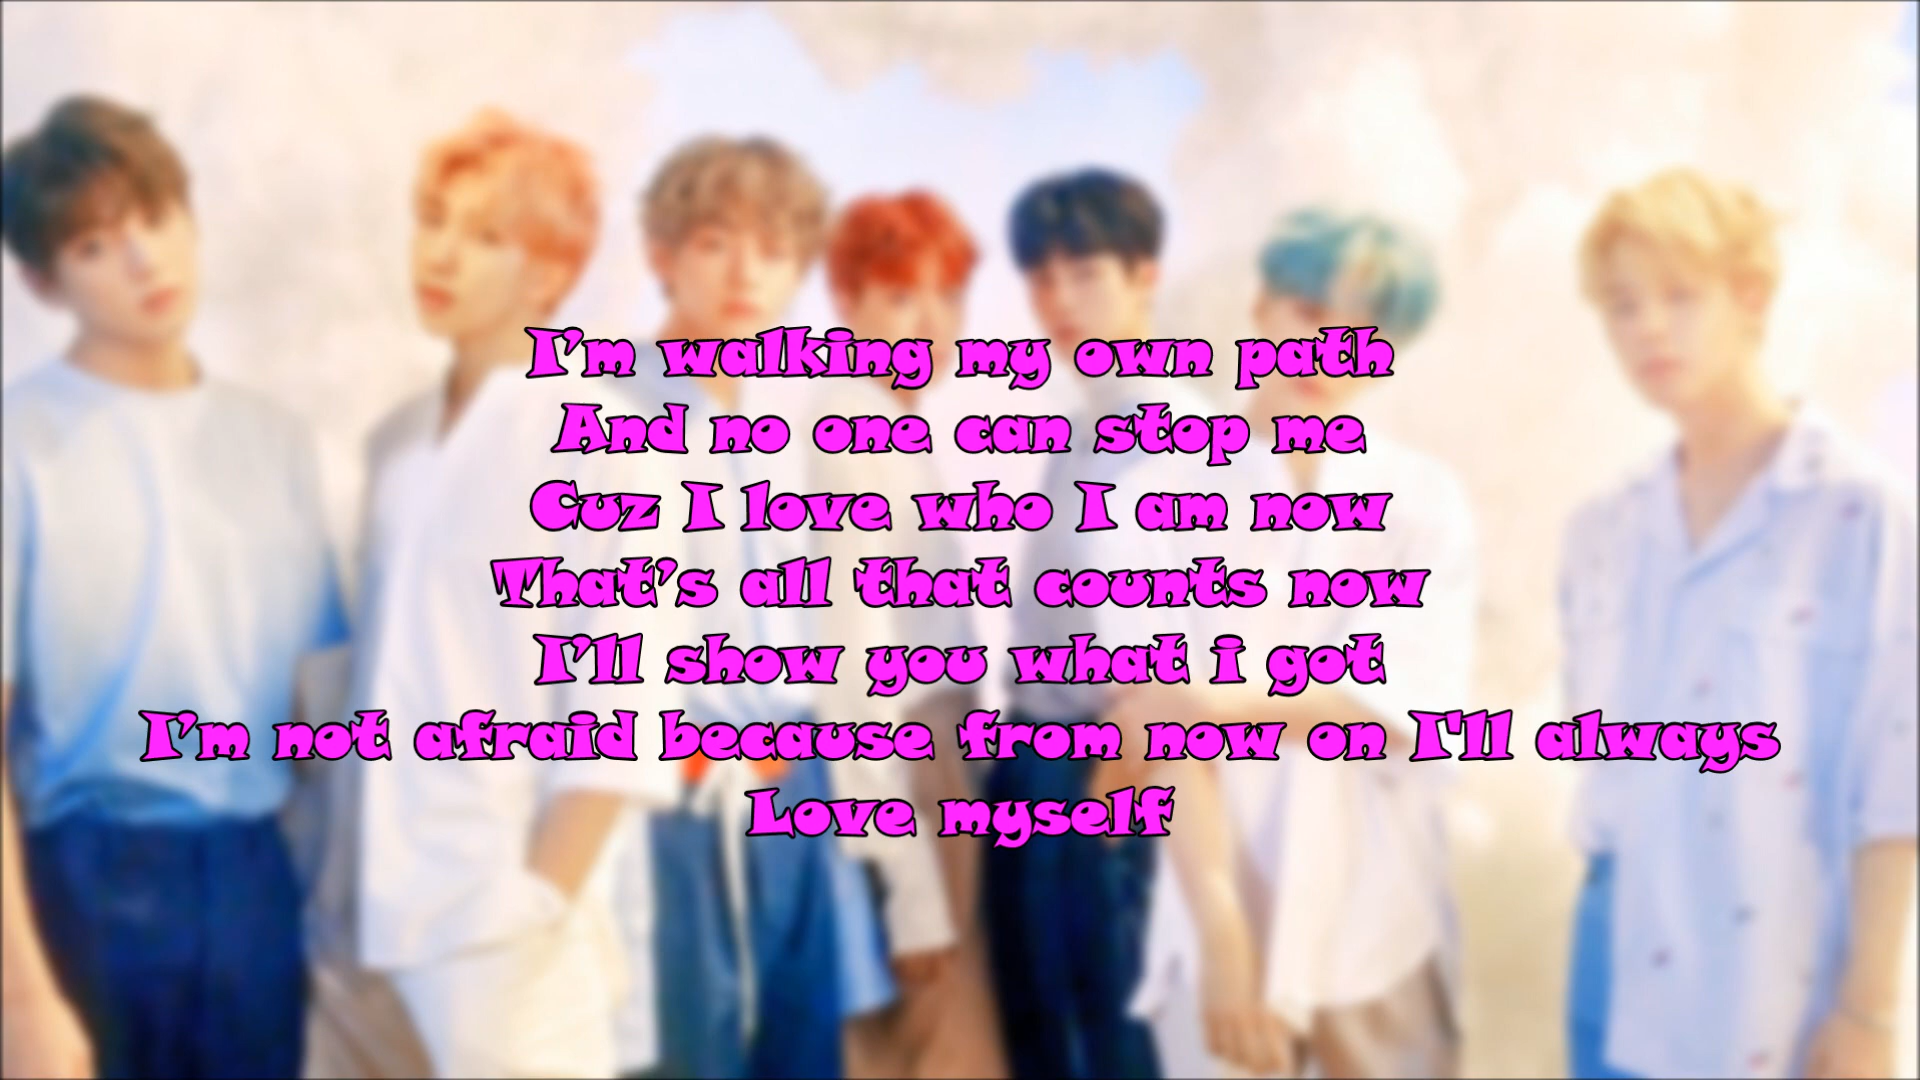 I’m walking my own path
And no one can stop me
Cuz I love who I am now
That’s all that counts now
I’ll show you what i got
I’m not afraid because from now on I'll always
Love myself